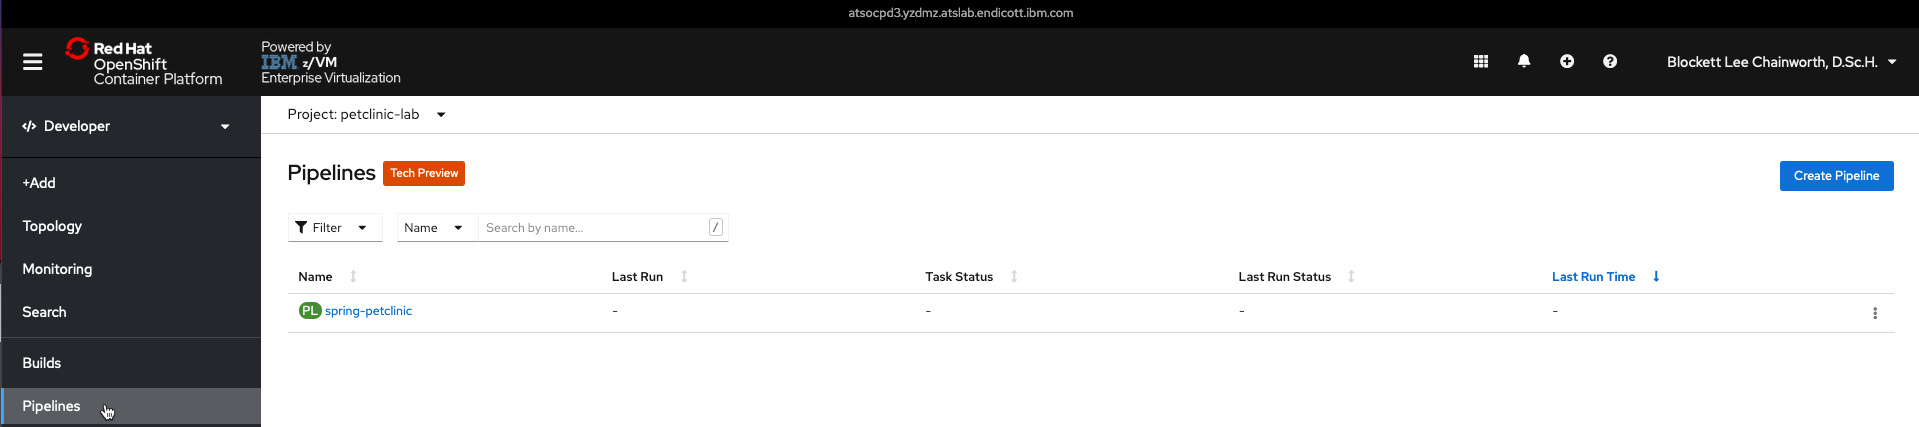 atsocpd3.yzdmz.atslab.endicott.ibm.com
Red Hat
OpenShift
Container Platform
Powered by
IBM z/VM
Enterprise Virtualization
Blockett Lee Chainworth, D.Sc.H.
Developer
Project: petclinic-lab
+Add
Topology
Monitoring
Search
Builds
Pipelines
Pipelines Tech Preview
Create Pipeline
Filter Name Search by name... /
Name Last Run Task Status Last Run Status Last Run Time
PL spring-petclinic - - - -